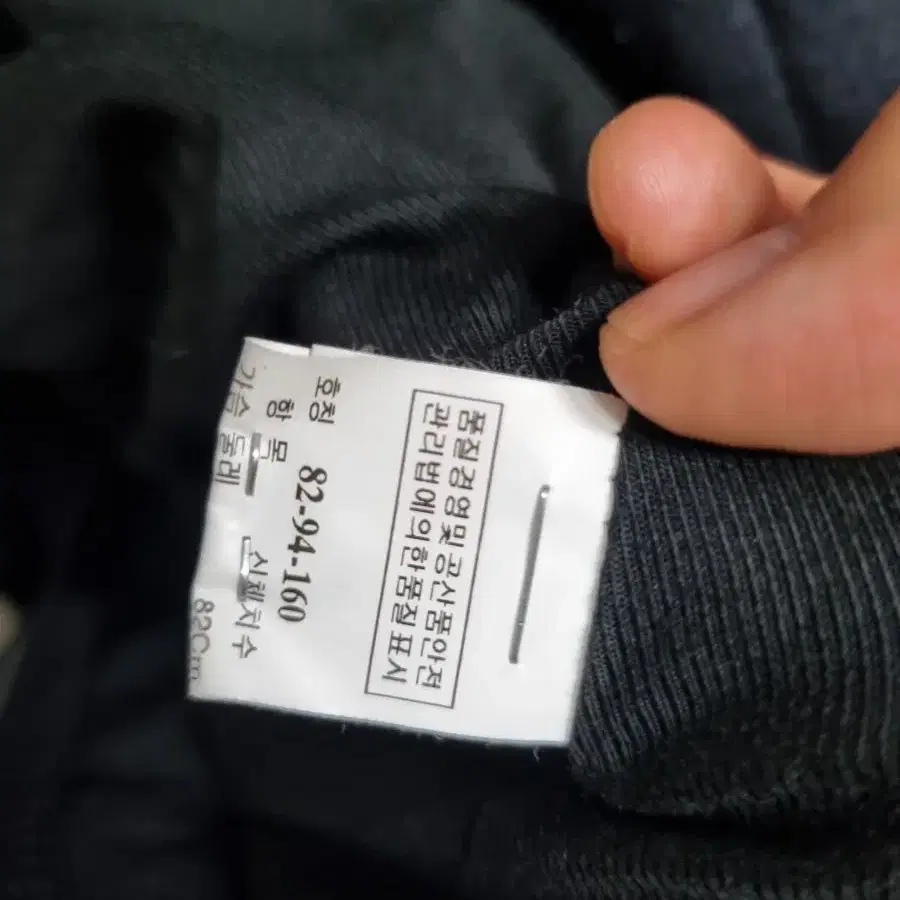 품질경영및공산품안전
관리법에의한품질표시
호칭 82-94-160
항 목 신체치수
가슴둘레 82Cm